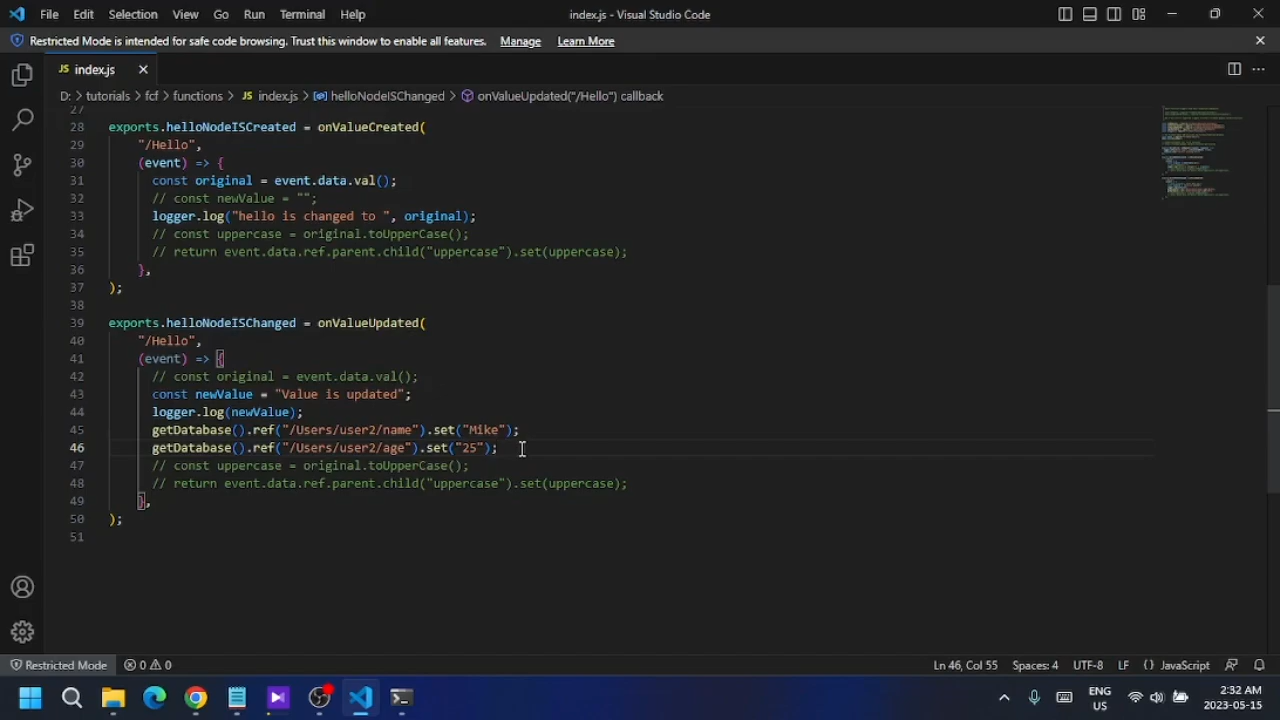 File Edit Selection View Go Run Terminal Help index.js - Visual Studio Code
Restricted Mode is intended for safe code browsing. Trust this window to enable all features. Manage Learn More
JS index.js
D: > tutorials > fcf > functions > JS index.js > helloNodeISChanged > onValueUpdated("/Hello") callback
27
28 exports.helloNodeISCreated = onValueCreated(
29 "/Hello",
30 (event) => {
31 const original = event.data.val();
32 // const newValue = "";
33 logger.log("hello is changed to ", original);
34 // const uppercase = original.toUpperCase();
35 // return event.data.ref.parent.child("uppercase").set(uppercase);
36 },
37 );
38
39 exports.helloNodeISChanged = onValueUpdated(
40 "/Hello",
41 (event) => {
42 // const original = event.data.val();
43 const newValue = "Value is updated";
44 logger.log(newValue);
45 getDatabase().ref("/Users/user2/name").set("Mike");
46 getDatabase().ref("/Users/user2/age").set("25");
47 // const uppercase = original.toUpperCase();
48 // return event.data.ref.parent.child("uppercase").set(uppercase);
49 },
50 );
51
Restricted Mode 0 0 Ln 46, Col 55 Spaces: 4 UTF-8 LF {} JavaScript
ENG
US
2:32 AM
2023-05-15